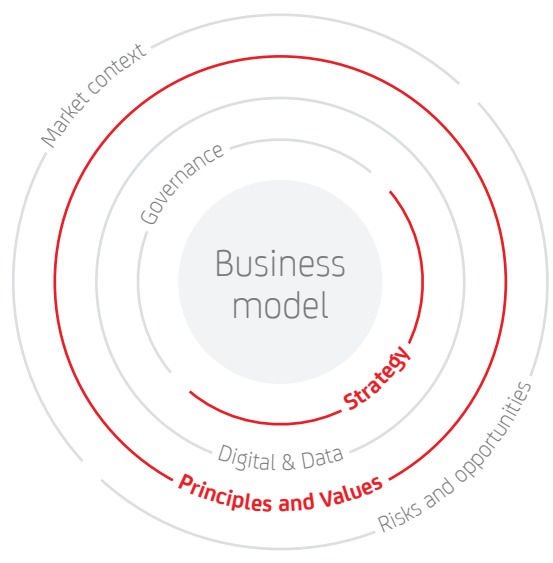 Market context
Governance
Business
model
Strategy
Digital & Data
Principles and Values
Risks and opportunities